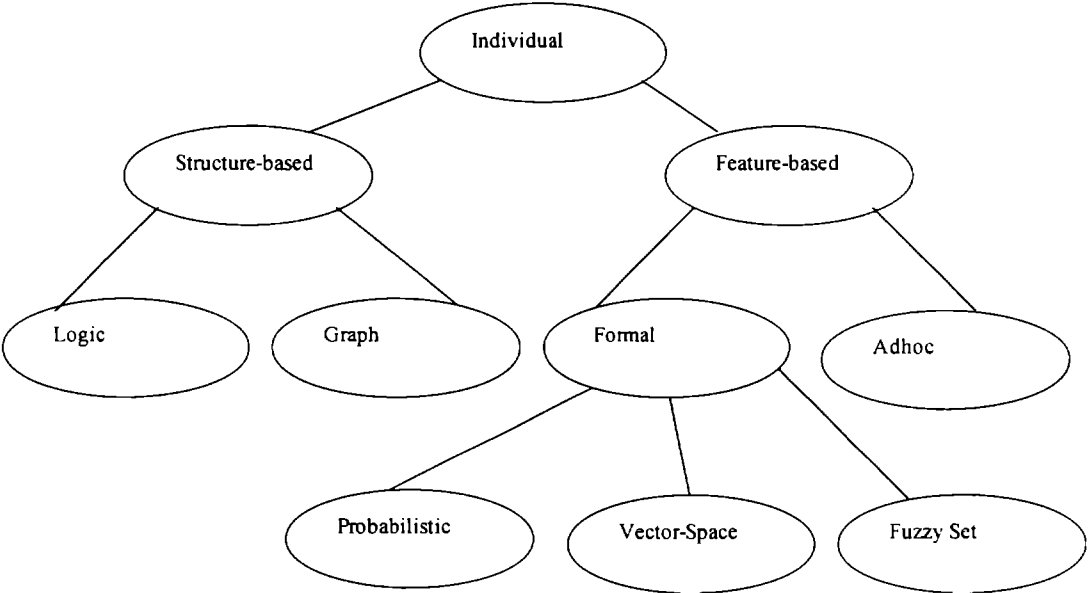 Individual
Structure-based
Feature-based
Logic
Graph
Formal
Adhoc
Probabilistic
Vector-Space
Fuzzy Set